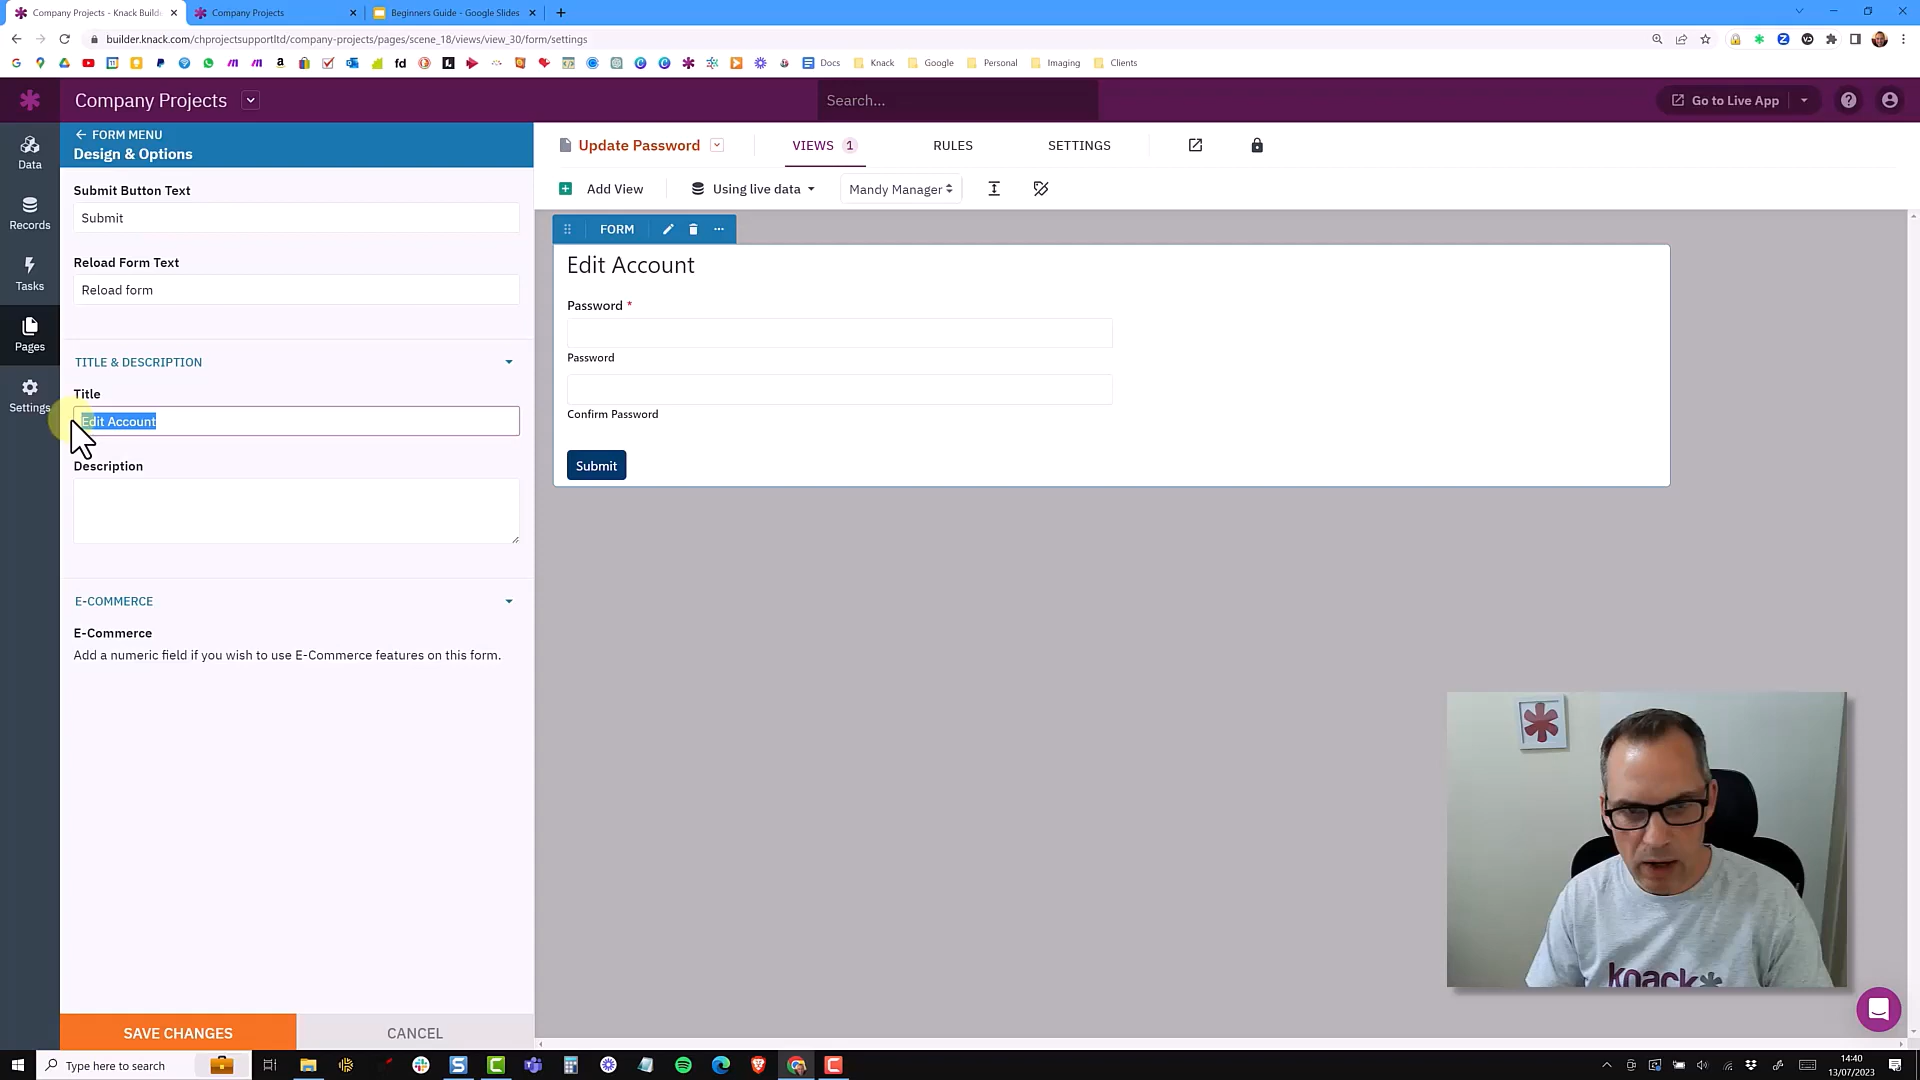 Company Projects - Knack Builde
Company Projects
Beginners Guide - Google Slides
builder.knack.com/chprojectsupportltd/company-projects/pages/scene_18/views/view_30/form/settings
Docs
Knack
Google
Personal
Imaging
Clients
Company Projects
Search...
Go to Live App
Data
Records
Tasks
Pages
Settings
FORM MENU
Design & Options
Submit Button Text
Submit
Reload Form Text
Reload form
TITLE & DESCRIPTION
Title
Edit Account
Description
E-COMMERCE
E-Commerce
Add a numeric field if you wish to use E-Commerce features on this form.
SAVE CHANGES
CANCEL
Update Password
VIEWS 1
RULES
SETTINGS
Add View
Using live data
Mandy Manager
FORM
Edit Account
Password *
Password
Confirm Password
Submit
knack
Type here to search
14:40
13/07/2023